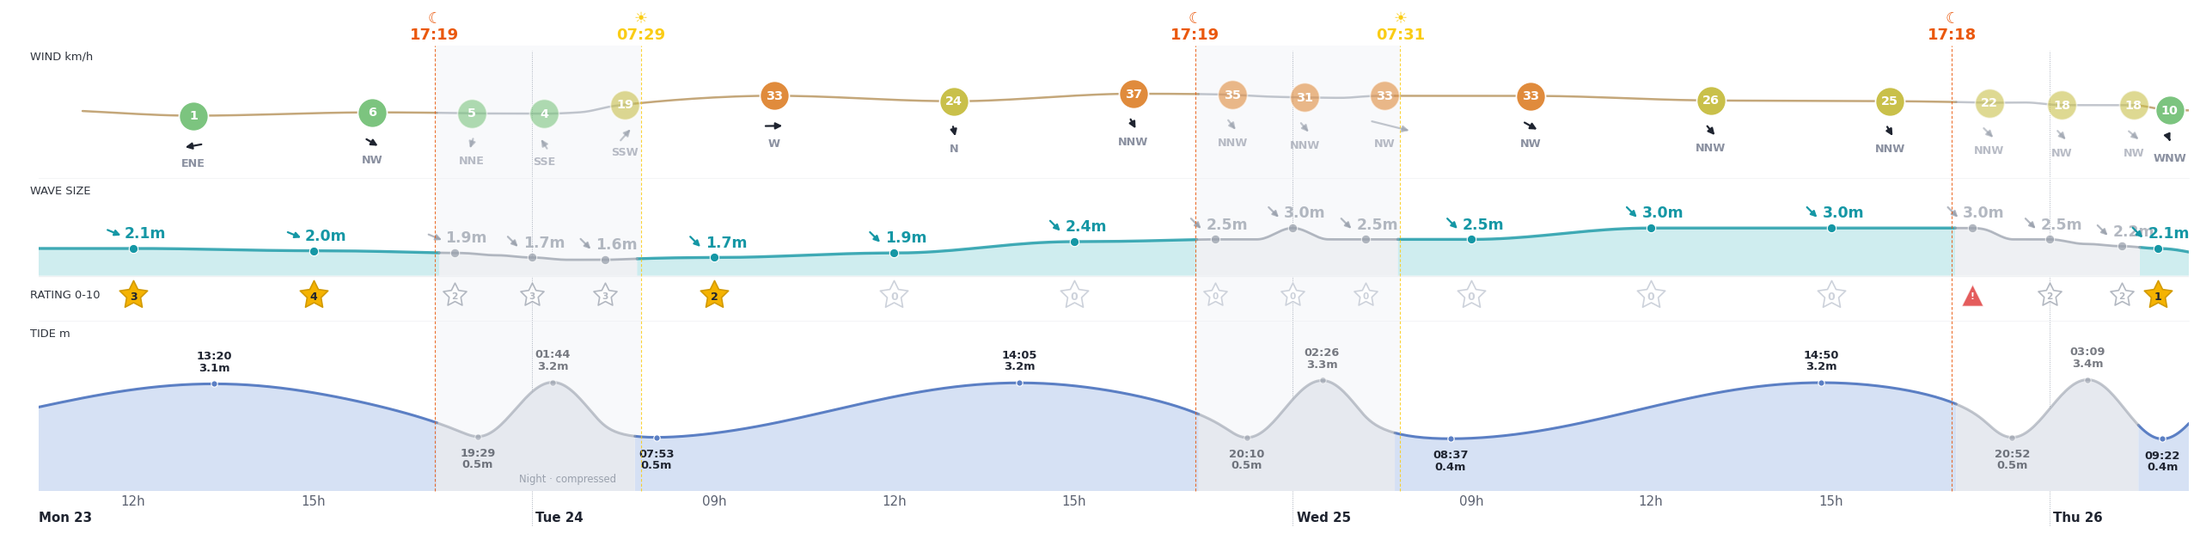 ☾ ☀ ☾ ☀ ☾
17:19 07:29 17:19 07:31 17:18
WIND km/h
1 6 5 4 19 33 24 37 35 31 33 33 26 25 22 18 18 10
ENE NW NNE SSE SSW W N NNW NNW NNW NW NW NNW NNW NNW NW NW WNW
WAVE SIZE
2.1m 2.0m 1.9m 1.7m 1.6m 1.7m 1.9m 2.4m 2.5m 3.0m 2.5m 2.5m 3.0m 3.0m 3.0m 2.5m 2.2m 2.1m
RATING 0-10
3 4 2 3 3 2 0 0 0 0 0 0 0 0 ! 2 2 1
TIDE m
13:20 01:44 14:05 02:26 14:50 03:09
3.1m 3.2m 3.2m 3.3m 3.2m 3.4m
19:29 07:53 20:10 08:37 20:52 09:22
0.5m 0.5m 0.5m 0.4m 0.5m 0.4m
Night · compressed
12h 15h 09h 12h 15h 09h 12h 15h
Mon 23 Tue 24 Wed 25 Thu 26